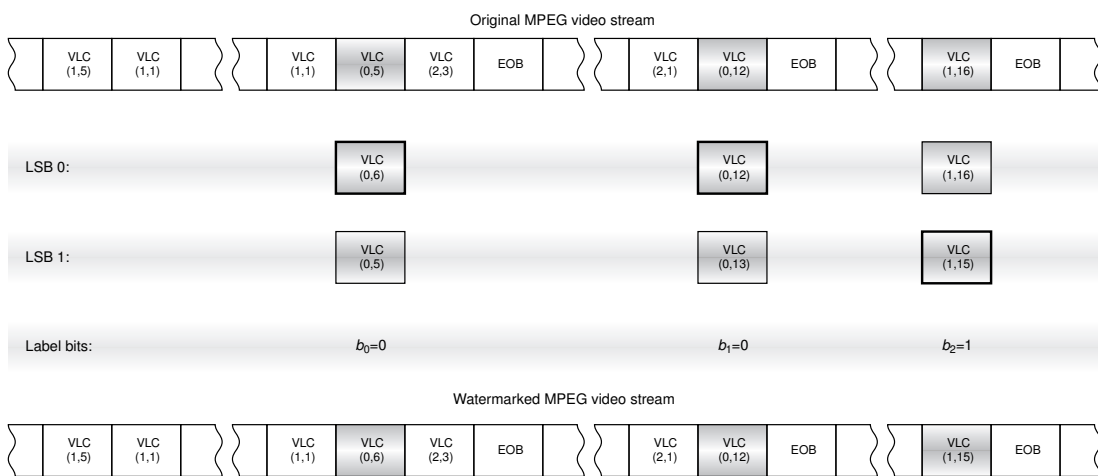 Original MPEG video stream
VLC VLC VLC VLC VLC EOB VLC VLC EOB VLC EOB
(1,5) (1,1) (1,1) (0,5) (2,3) (2,1) (0,12) (1,16)
LSB 0: VLC VLC VLC
(0,6) (0,12) (1,16)
LSB 1: VLC VLC VLC
(0,5) (0,13) (1,15)
Label bits: b₀=0 b₁=0 b₂=1
Watermarked MPEG video stream
VLC VLC VLC VLC VLC EOB VLC VLC EOB VLC EOB
(1,5) (1,1) (1,1) (0,6) (2,3) (2,1) (0,12) (1,15)